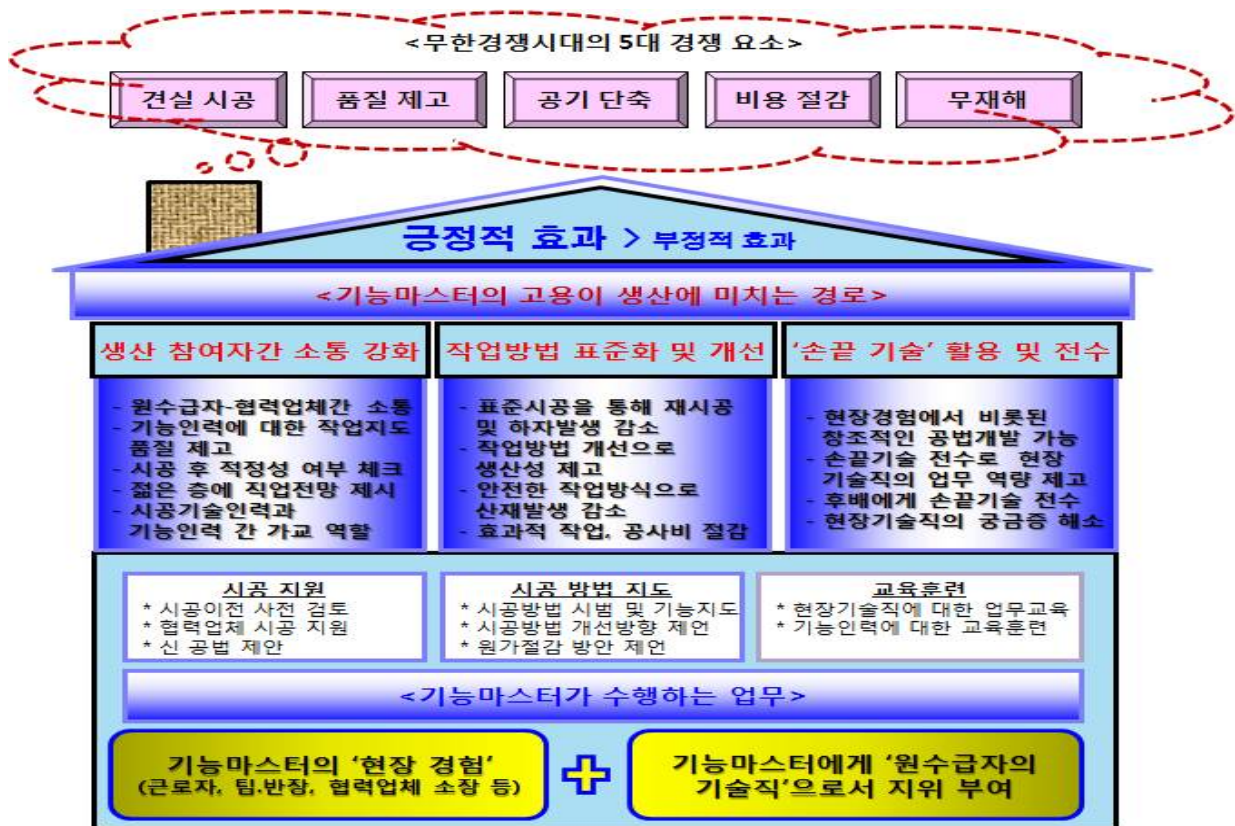 <무한경쟁시대의 5대 경쟁 요소>
견실 시공
품질 제고
공기 단축
비용 절감
무재해
긍정적 효과 > 부정적 효과
<기능마스터의 고용이 생산에 미치는 경로>
생산 참여자간 소통 강화
- 원수급자-협력업체간 소통
- 기능인력에 대한 작업지도
품질 제고
- 시공 후 적정성 여부 체크
- 젊은 층에 직업전망 제시
- 시공기술인력과
기능인력 간 가교 역할
작업방법 표준화 및 개선
- 표준시공을 통해 재시공
및 하자발생 감소
- 작업방법 개선으로
생산성 제고
- 안전한 작업방식으로
산재발생 감소
- 효과적 작업, 공사비 절감
'손끝 기술' 활용 및 전수
- 현장경험에서 비롯된
창조적인 공법개발 가능
- 손끝기술 전수로 현장
기술직의 업무 역량 제고
- 후배에게 손끝기술 전수
- 현장기술직의 궁금증 해소
시공 지원
* 시공이전 사전 검토
* 협력업체 시공 지원
* 신 공법 제안
시공 방법 지도
* 시공방법 시범 및 기능지도
* 시공방법 개선방향 제언
* 원가절감 방안 제언
교육훈련
* 현장기술직에 대한 업무교육
* 기능인력에 대한 교육훈련
<기능마스터가 수행하는 업무>
기능마스터의 '현장 경험'
(근로자, 팀.반장, 협력업체 소장 등)
+
기능마스터에게 '원수급자의
기술직'으로서 지위 부여